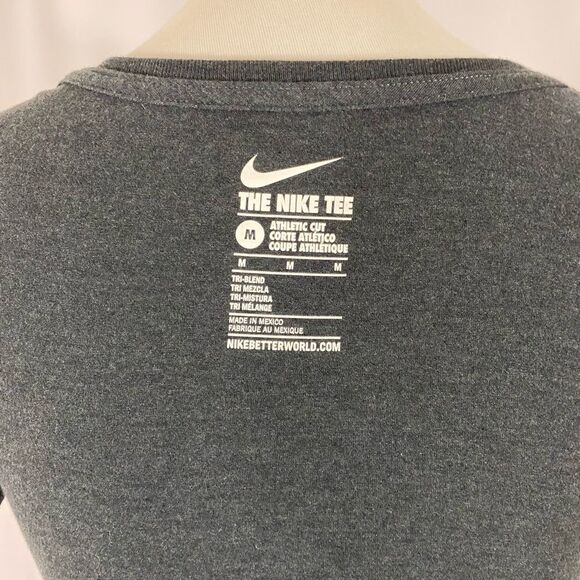 THE NIKE TEE
M
ATHLETIC CUT
CORTE ATLÉTICO
COUPE ATHLÉTIQUE
M M M
TRI-BLEND
TRI MEZCLA
TRI-MISTURA
TRI MÉLANGE
MADE IN MEXICO
FABRIQUE AU MEXIQUE
NIKEBETTERWORLD.COM